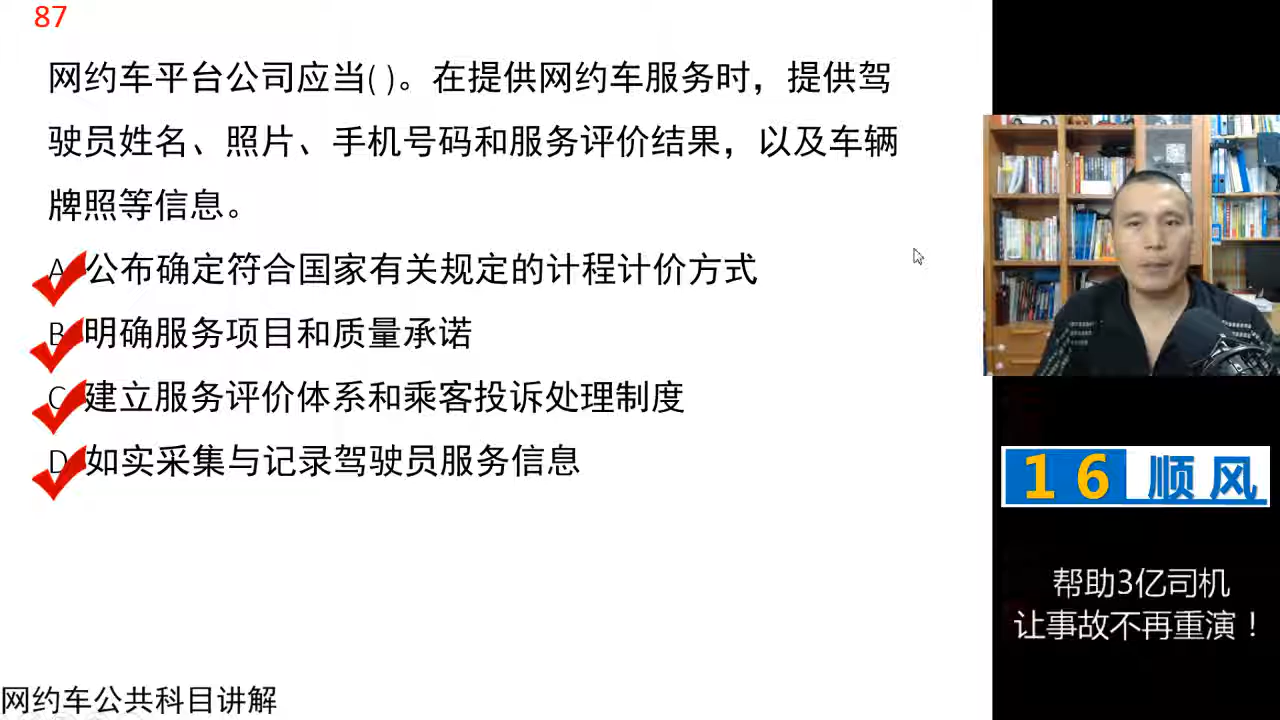 87
网约车平台公司应当( )。在提供网约车服务时，提供驾
驶员姓名、照片、手机号码和服务评价结果，以及车辆
牌照等信息。
A 公布确定符合国家有关规定的计程计价方式
B 明确服务项目和质量承诺
C 建立服务评价体系和乘客投诉处理制度
D 如实采集与记录驾驶员服务信息
16 顺风
帮助3亿司机
让事故不再重演！
网约车公共科目讲解